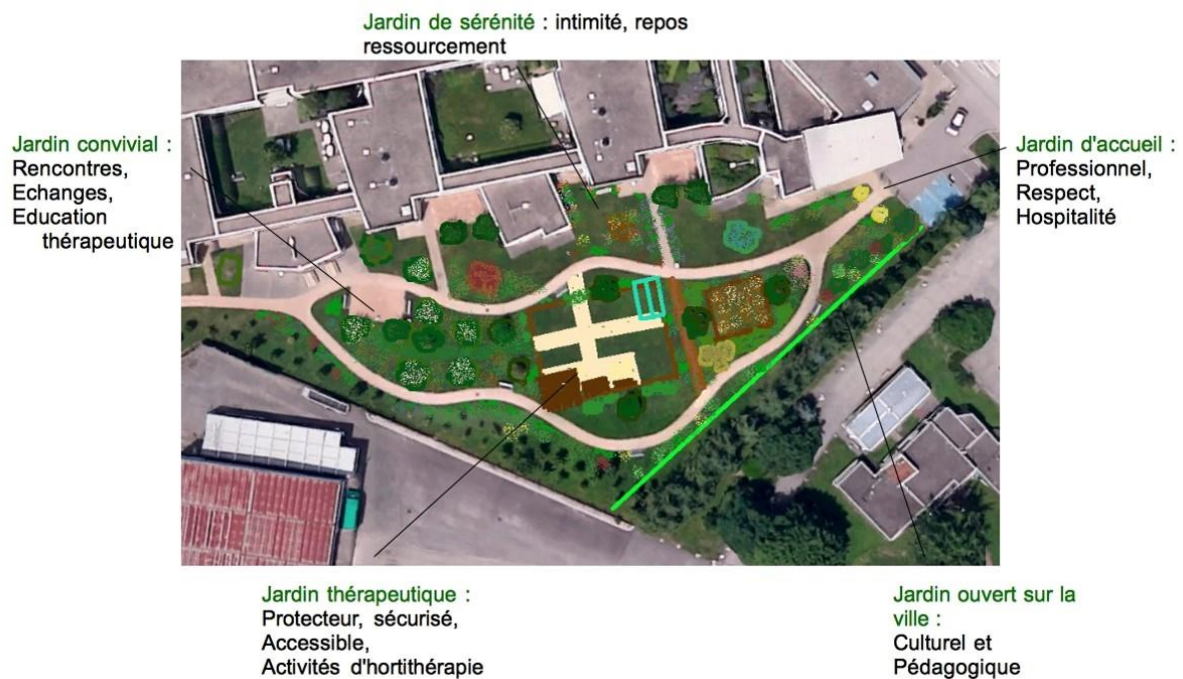 Jardin de sérénité : intimité, repos
ressourcement
Jardin convivial :
Rencontres,
Echanges,
Education
thérapeutique
Jardin d'accueil :
Professionnel,
Respect,
Hospitalité
Jardin thérapeutique :
Protecteur, sécurisé,
Accessible,
Activités d'hortithérapie
Jardin ouvert sur la
ville :
Culturel et
Pédagogique